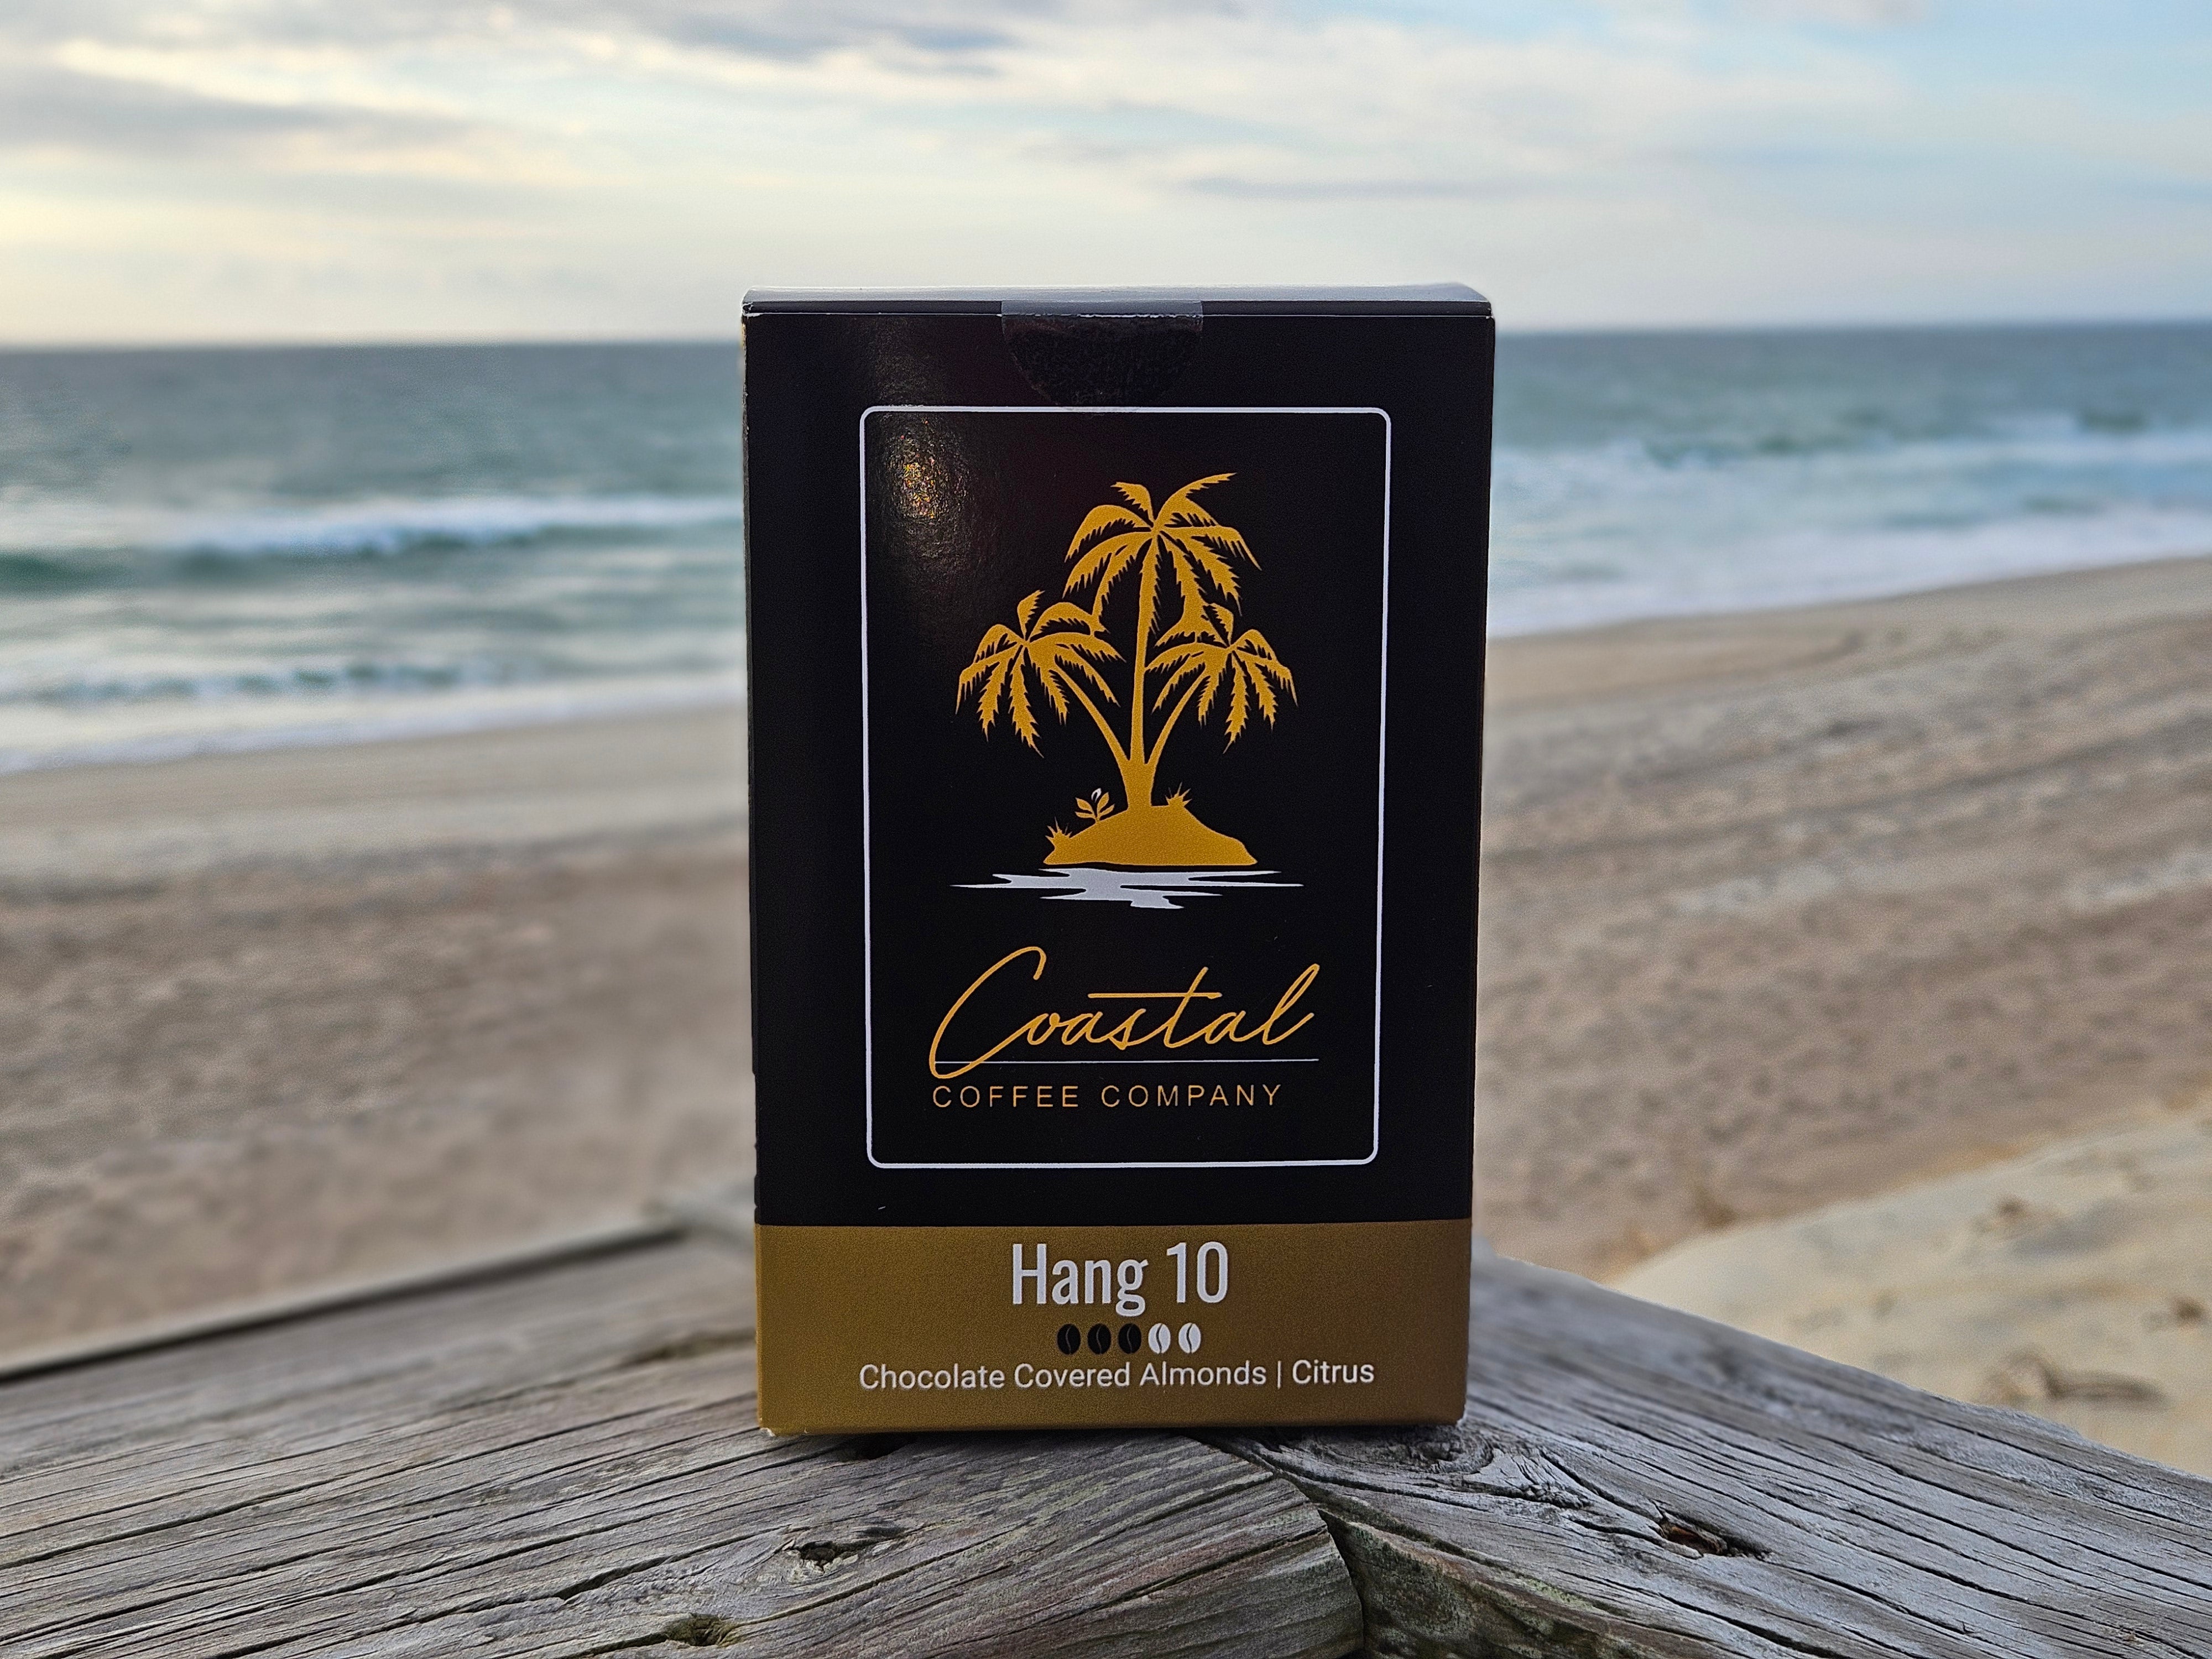 Coastal
COFFEE COMPANY
Hang 10
Chocolate Covered Almonds | Citrus